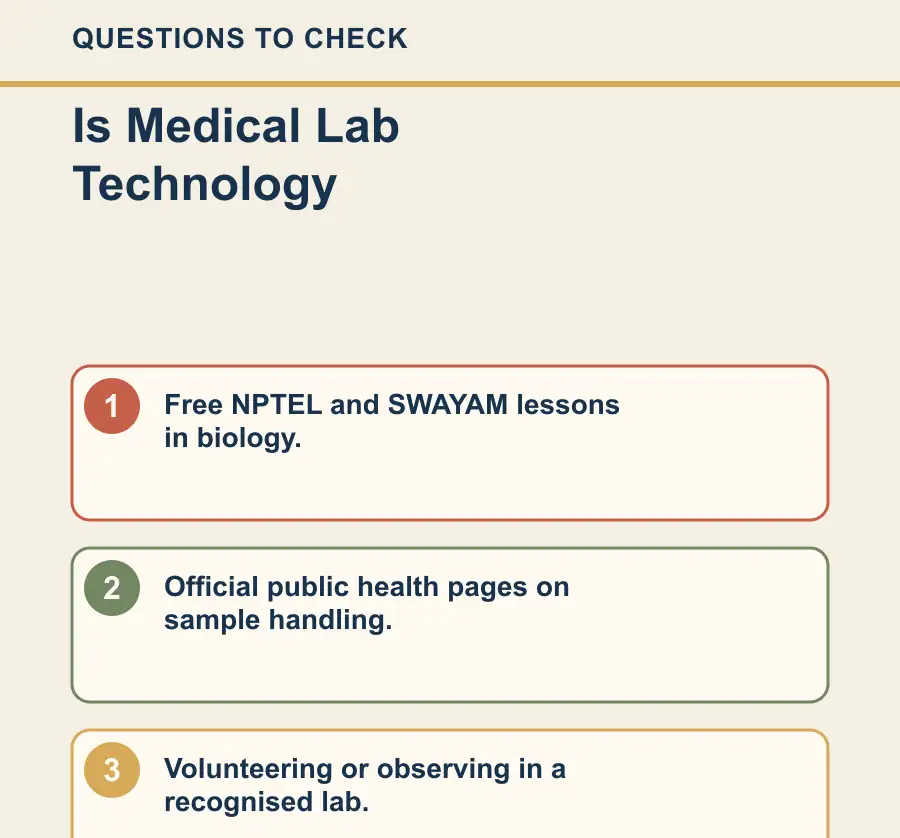 QUESTIONS TO CHECK
Is Medical Lab
Technology
1
Free NPTEL and SWAYAM lessons
in biology.
2
Official public health pages on
sample handling.
3
Volunteering or observing in a
recognised lab.